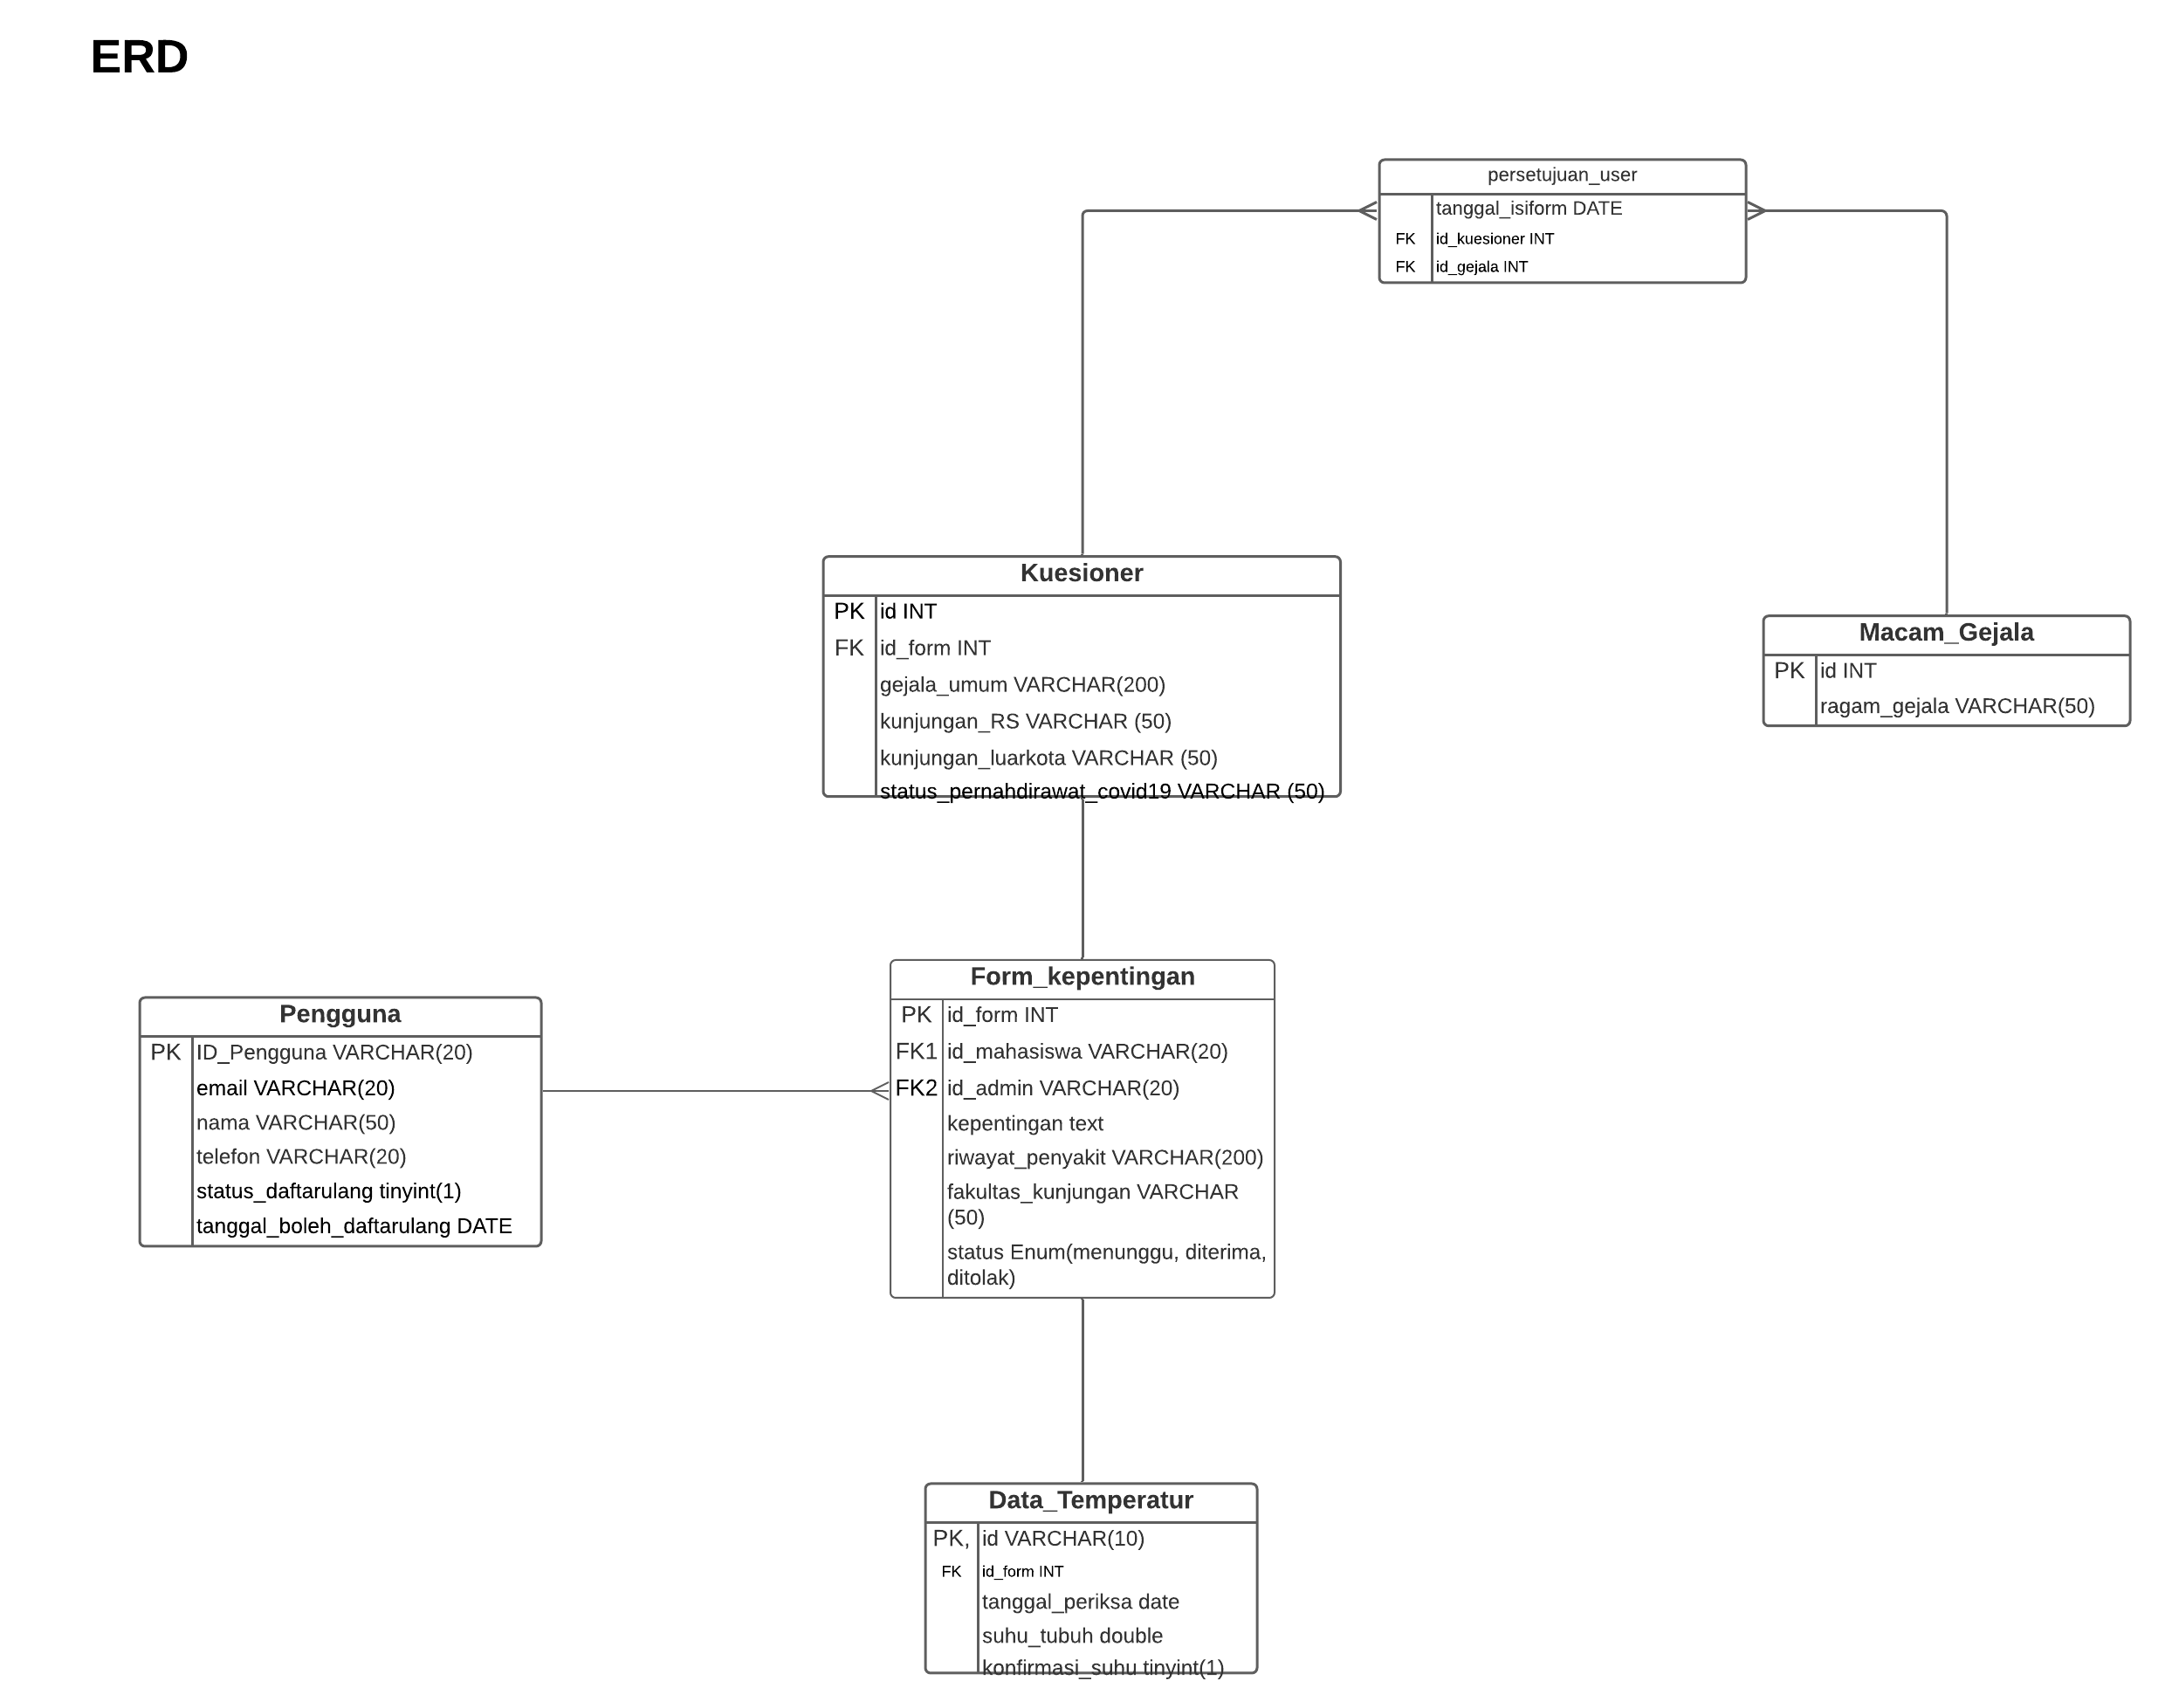 ERD
persetujuan_user
tanggal_isiform DATE
FK id_kuesioner INT
FK id_gejala INT
Kuesioner
PK id INT
FK id_form INT
gejala_umum VARCHAR(200)
kunjungan_RS VARCHAR (50)
kunjungan_luarkota VARCHAR (50)
status_pernahdirawat_covid19 VARCHAR (50)
Macam_Gejala
PK id INT
ragam_gejala VARCHAR(50)
Pengguna
PK ID_Pengguna VARCHAR(20)
email VARCHAR(20)
nama VARCHAR(50)
telefon VARCHAR(20)
status_daftarulang tinyint(1)
tanggal_boleh_daftarulang DATE
Form_kepentingan
PK id_form INT
FK1 id_mahasiswa VARCHAR(20)
FK2 id_admin VARCHAR(20)
kepentingan text
riwayat_penyakit VARCHAR(200)
fakultas_kunjungan VARCHAR
(50)
status Enum(menunggu, diterima,
ditolak)
Data_Temperatur
PK, id VARCHAR(10)
FK id_form INT
tanggal_periksa date
suhu_tubuh double
konfirmasi_suhu tinyint(1)